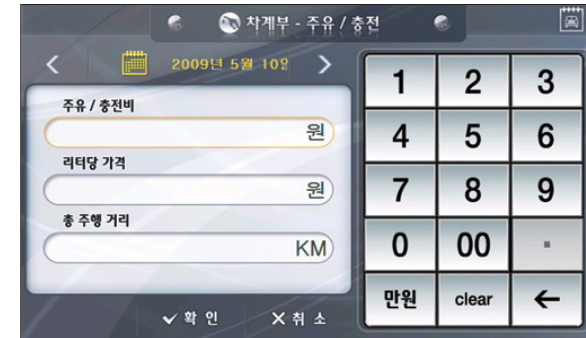 차계부 - 주유 / 충전
2009년 5월 10일
주유 / 충전비
원
리터당 가격
원
총 주행 거리
KM
확 인
취 소
1 2 3
4 5 6
7 8 9
0 00 .
만원 clear ←